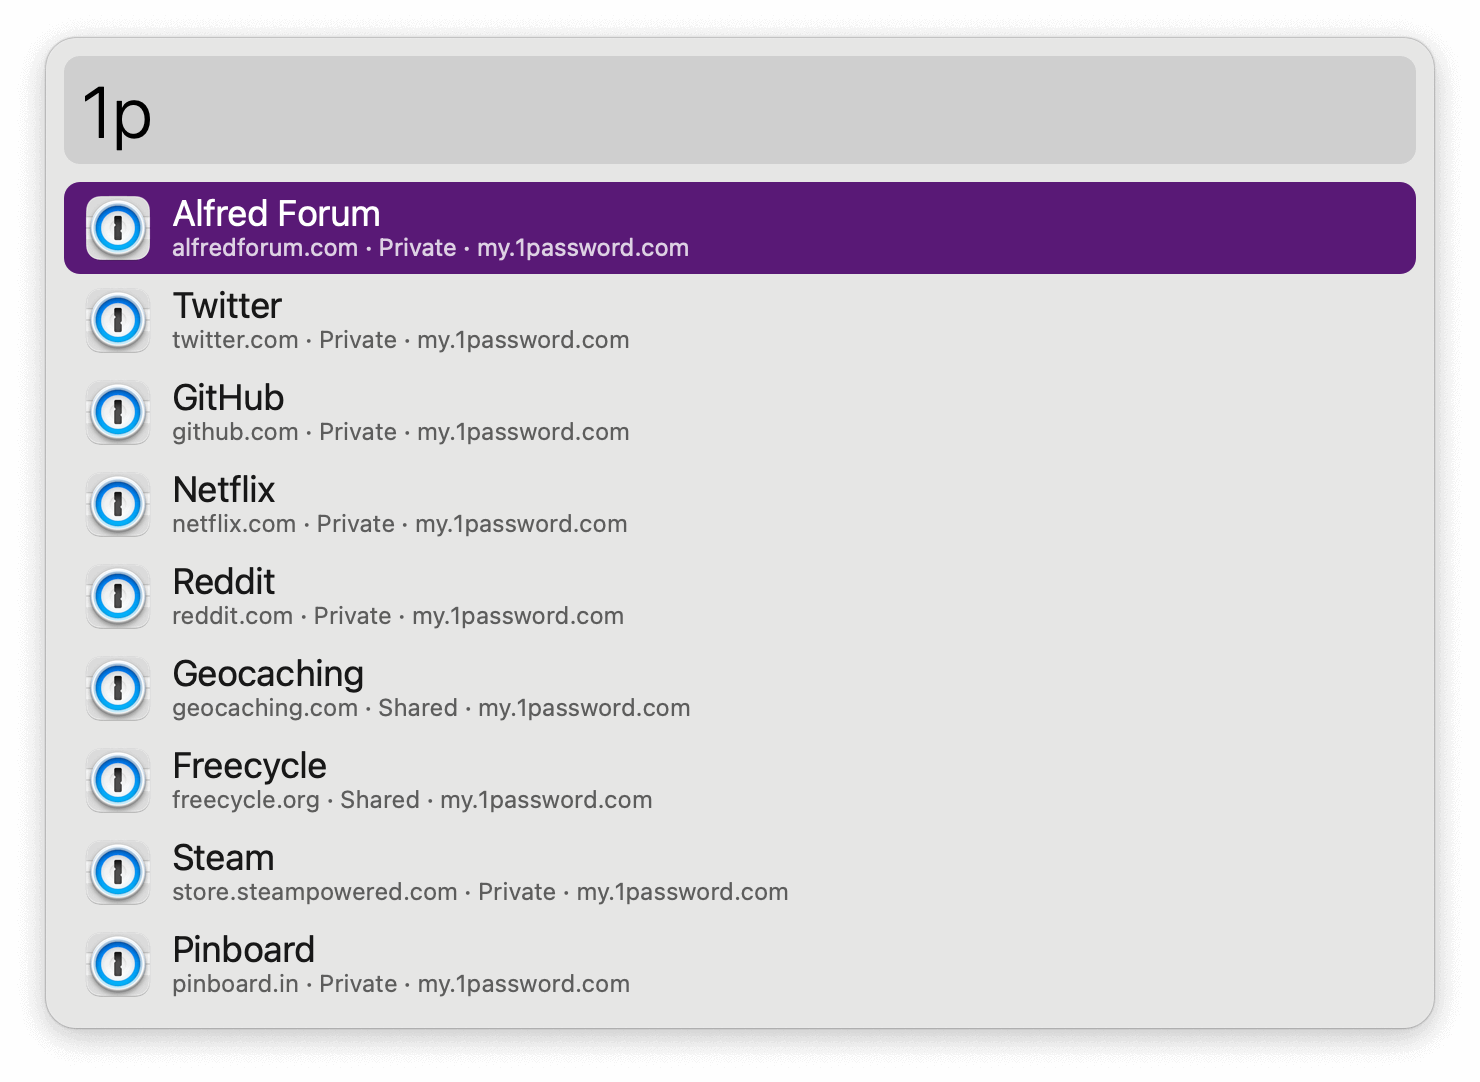 1p
Alfred Forum
alfredforum.com · Private · my.1password.com
Twitter
twitter.com · Private · my.1password.com
GitHub
github.com · Private · my.1password.com
Netflix
netflix.com · Private · my.1password.com
Reddit
reddit.com · Private · my.1password.com
Geocaching
geocaching.com · Shared · my.1password.com
Freecycle
freecycle.org · Shared · my.1password.com
Steam
store.steampowered.com · Private · my.1password.com
Pinboard
pinboard.in · Private · my.1password.com